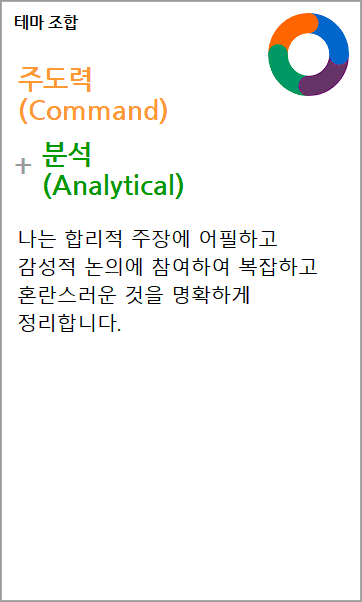 테마 조합
주도력
(Command)
+ 분석
(Analytical)
나는 합리적 주장에 어필하고
감성적 논의에 참여하여 복잡하고
혼란스러운 것을 명확하게
정리합니다.